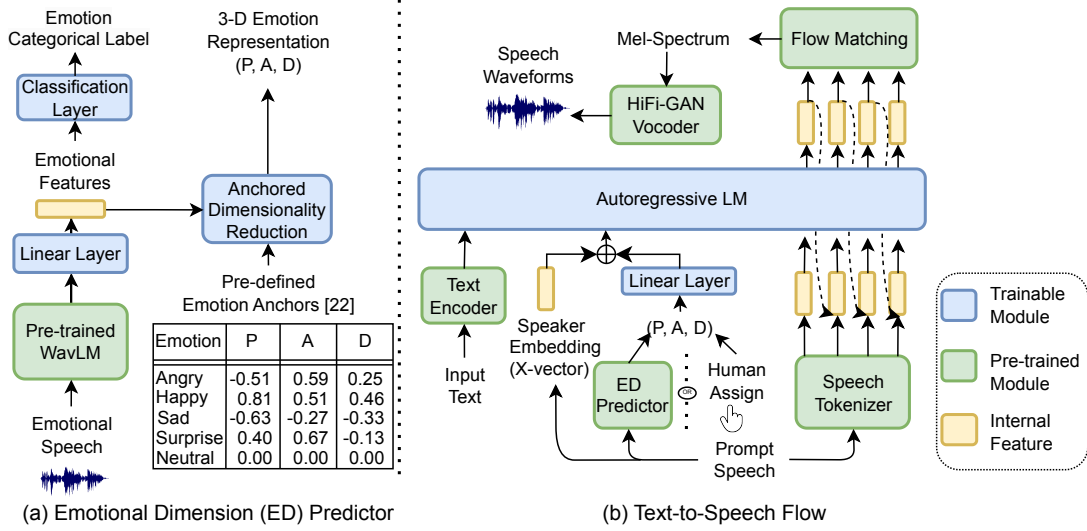 Emotion
Categorical Label
Classification
Layer
Emotional
Features
Linear Layer
Pre-trained
WavLM
Emotional
Speech
3-D Emotion
Representation
(P, A, D)
Anchored
Dimensionality
Reduction
Pre-defined
Emotion Anchors [22]
Emotion P A D
Angry -0.51 0.59 0.25
Happy 0.81 0.51 0.46
Sad -0.63 -0.27 -0.33
Surprise 0.40 0.67 -0.13
Neutral 0.00 0.00 0.00
(a) Emotional Dimension (ED) Predictor
Speech
Waveforms
Mel-Spectrum
Flow Matching
HiFi-GAN
Vocoder
Autoregressive LM
Text
Encoder
Input
Text
Speaker
Embedding
(X-vector)
Linear Layer
(P, A, D)
ED
Predictor
OR
Human
Assign
Prompt
Speech
Speech
Tokenizer
(b) Text-to-Speech Flow
Trainable
Module
Pre-trained
Module
Internal
Feature